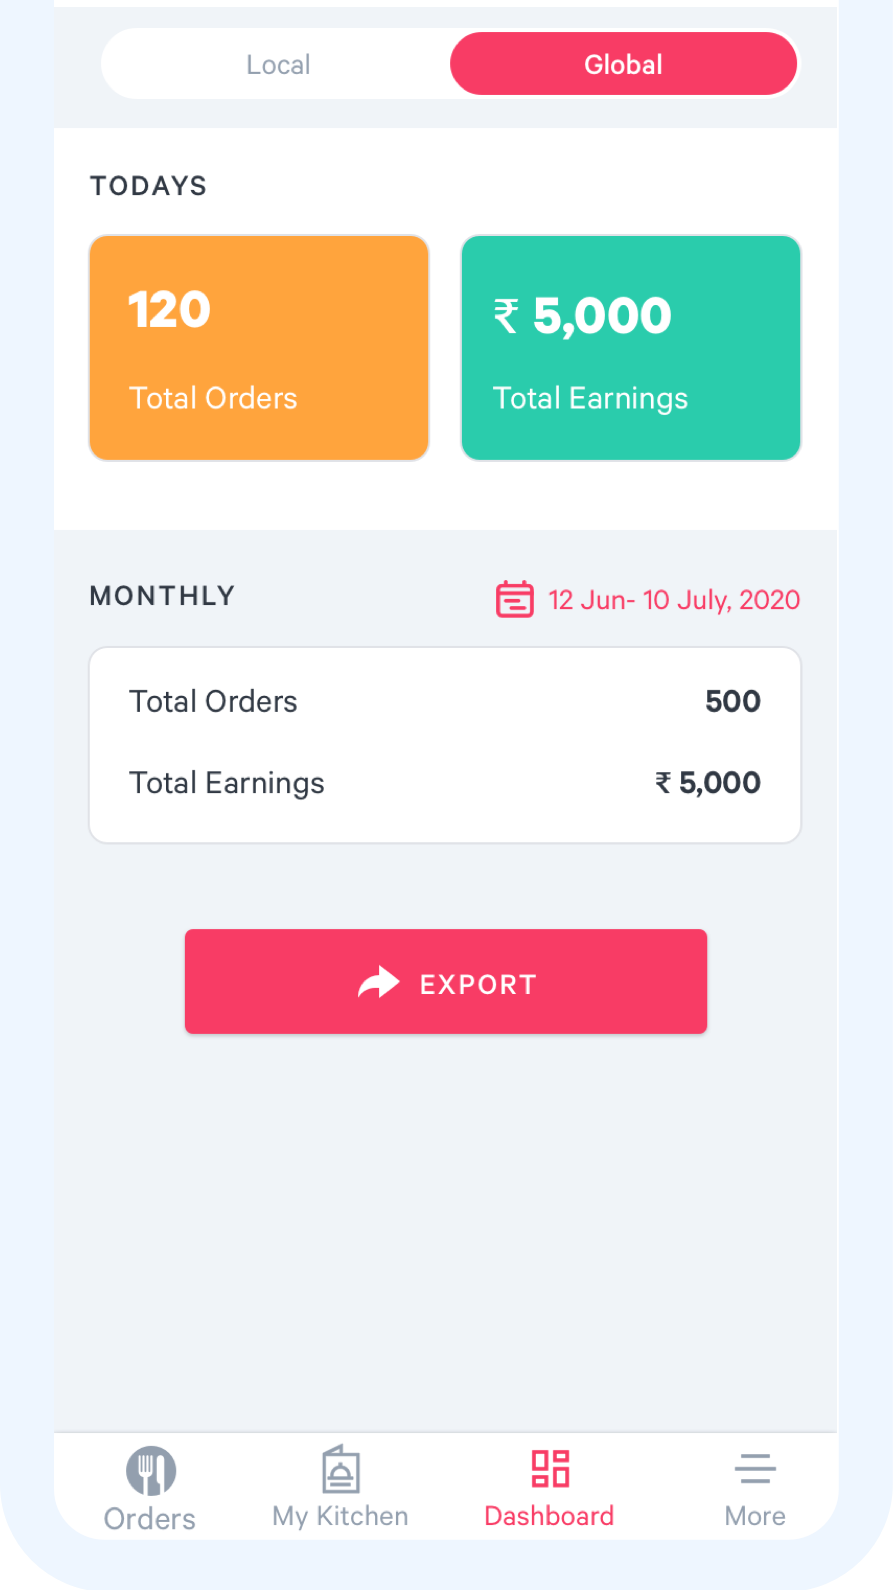 Local Global
TODAYS
120 ₹ 5,000
Total Orders Total Earnings
MONTHLY 12 Jun- 10 July, 2020
Total Orders 500
Total Earnings ₹ 5,000
EXPORT
Orders My Kitchen Dashboard More